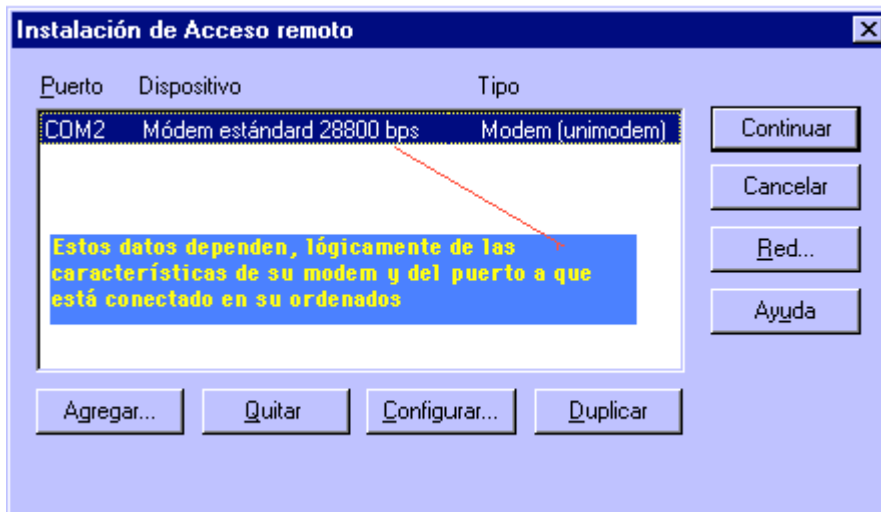 Instalación de Acceso remoto
Puerto Dispositivo Tipo
COM2 Módem estándard 28800 bps Modem (unimodem)
Continuar
Cancelar
Estos datos dependen, lógicamente de las
características de su modem y del puerto a que
está conectado en su ordenados
Red...
Ayuda
Agregar... Quitar Configurar... Duplicar